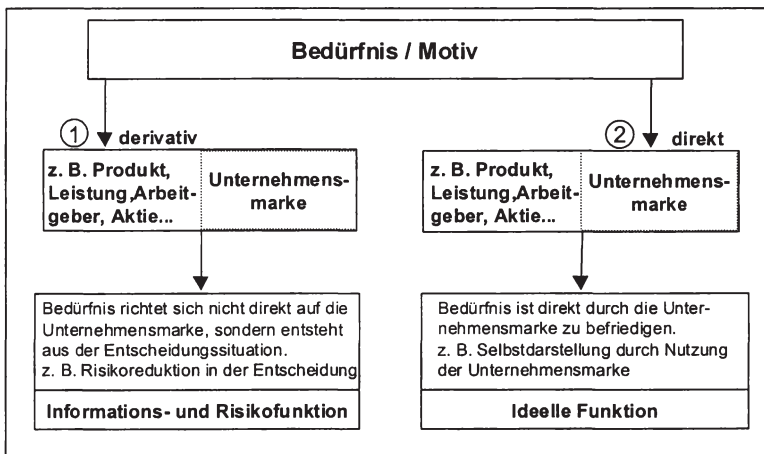 Bedürfnis / Motiv
1 derivativ
z. B. Produkt,
Leistung,Arbeit-
geber, Aktie...
Unternehmens-
marke
Bedürfnis richtet sich nicht direkt auf die
Unternehmensmarke, sondern entsteht
aus der Entscheidungssituation.
z. B. Risikoreduktion in der Entscheidung
Informations- und Risikofunktion
2 direkt
z. B. Produkt,
Leistung,Arbeit-
geber, Aktie...
Unternehmens-
marke
Bedürfnis ist direkt durch die Unter-
nehmensmarke zu befriedigen.
z. B. Selbstdarstellung durch Nutzung
der Unternehmensmarke
Ideelle Funktion